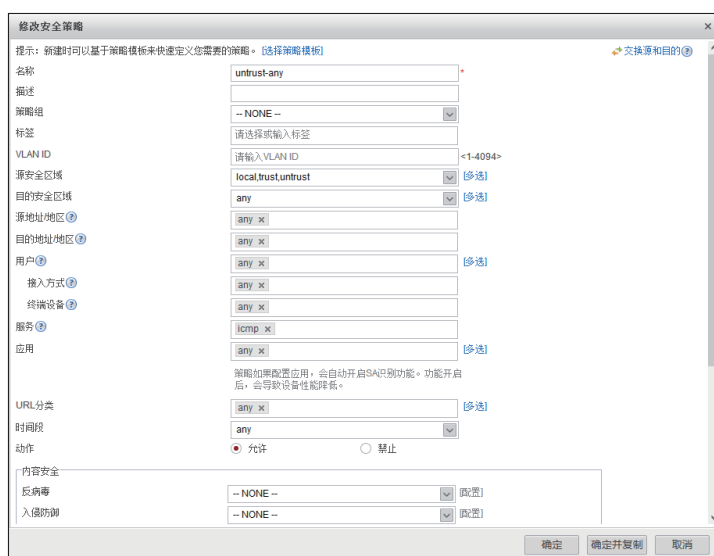 修改安全策略 ×
提示：新建时可以基于策略模板来快速定义您需要的策略。[选择策略模板] 交换源和目的 ?
名称 untrust-any *
描述
策略组 -- NONE --
标签 请选择或输入标签
VLAN ID 请输入VLAN ID <1-4094>
源安全区域 local,trust,untrust [多选]
目的安全区域 any [多选]
源地址/地区 ? any ×
目的地址/地区 ? any ×
用户 ? any × [多选]
接入方式 ? any ×
终端设备 ? any ×
服务 ? icmp ×
应用 any × [多选]
策略如果配置应用，会自动开启SA识别功能。功能开启
后，会导致设备性能降低。
URL分类 any × [多选]
时间段 any
动作 允许 禁止
内容安全
反病毒 -- NONE -- [配置]
入侵防御 -- NONE -- [配置]
确定 确定并复制 取消